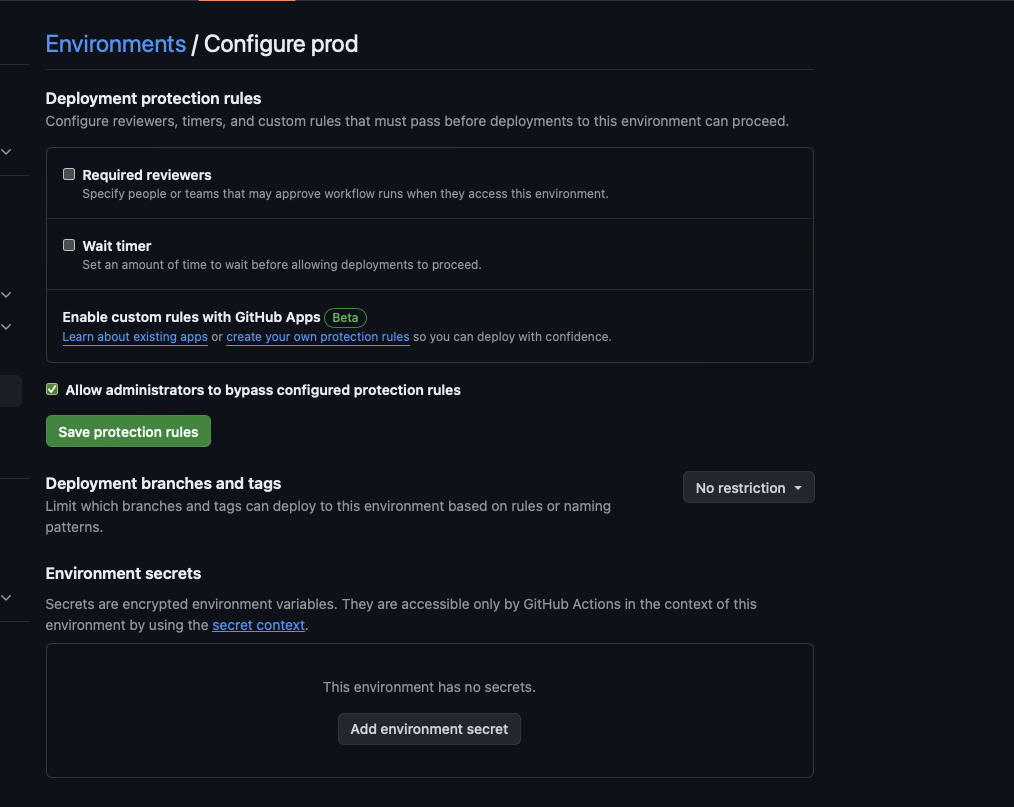 Environments / Configure prod
Deployment protection rules
Configure reviewers, timers, and custom rules that must pass before deployments to this environment can proceed.
Required reviewers
Specify people or teams that may approve workflow runs when they access this environment.
Wait timer
Set an amount of time to wait before allowing deployments to proceed.
Enable custom rules with GitHub Apps Beta
Learn about existing apps or create your own protection rules so you can deploy with confidence.
Allow administrators to bypass configured protection rules
Save protection rules
Deployment branches and tags
No restriction
Limit which branches and tags can deploy to this environment based on rules or naming
patterns.
Environment secrets
Secrets are encrypted environment variables. They are accessible only by GitHub Actions in the context of this
environment by using the secret context.
This environment has no secrets.
Add environment secret